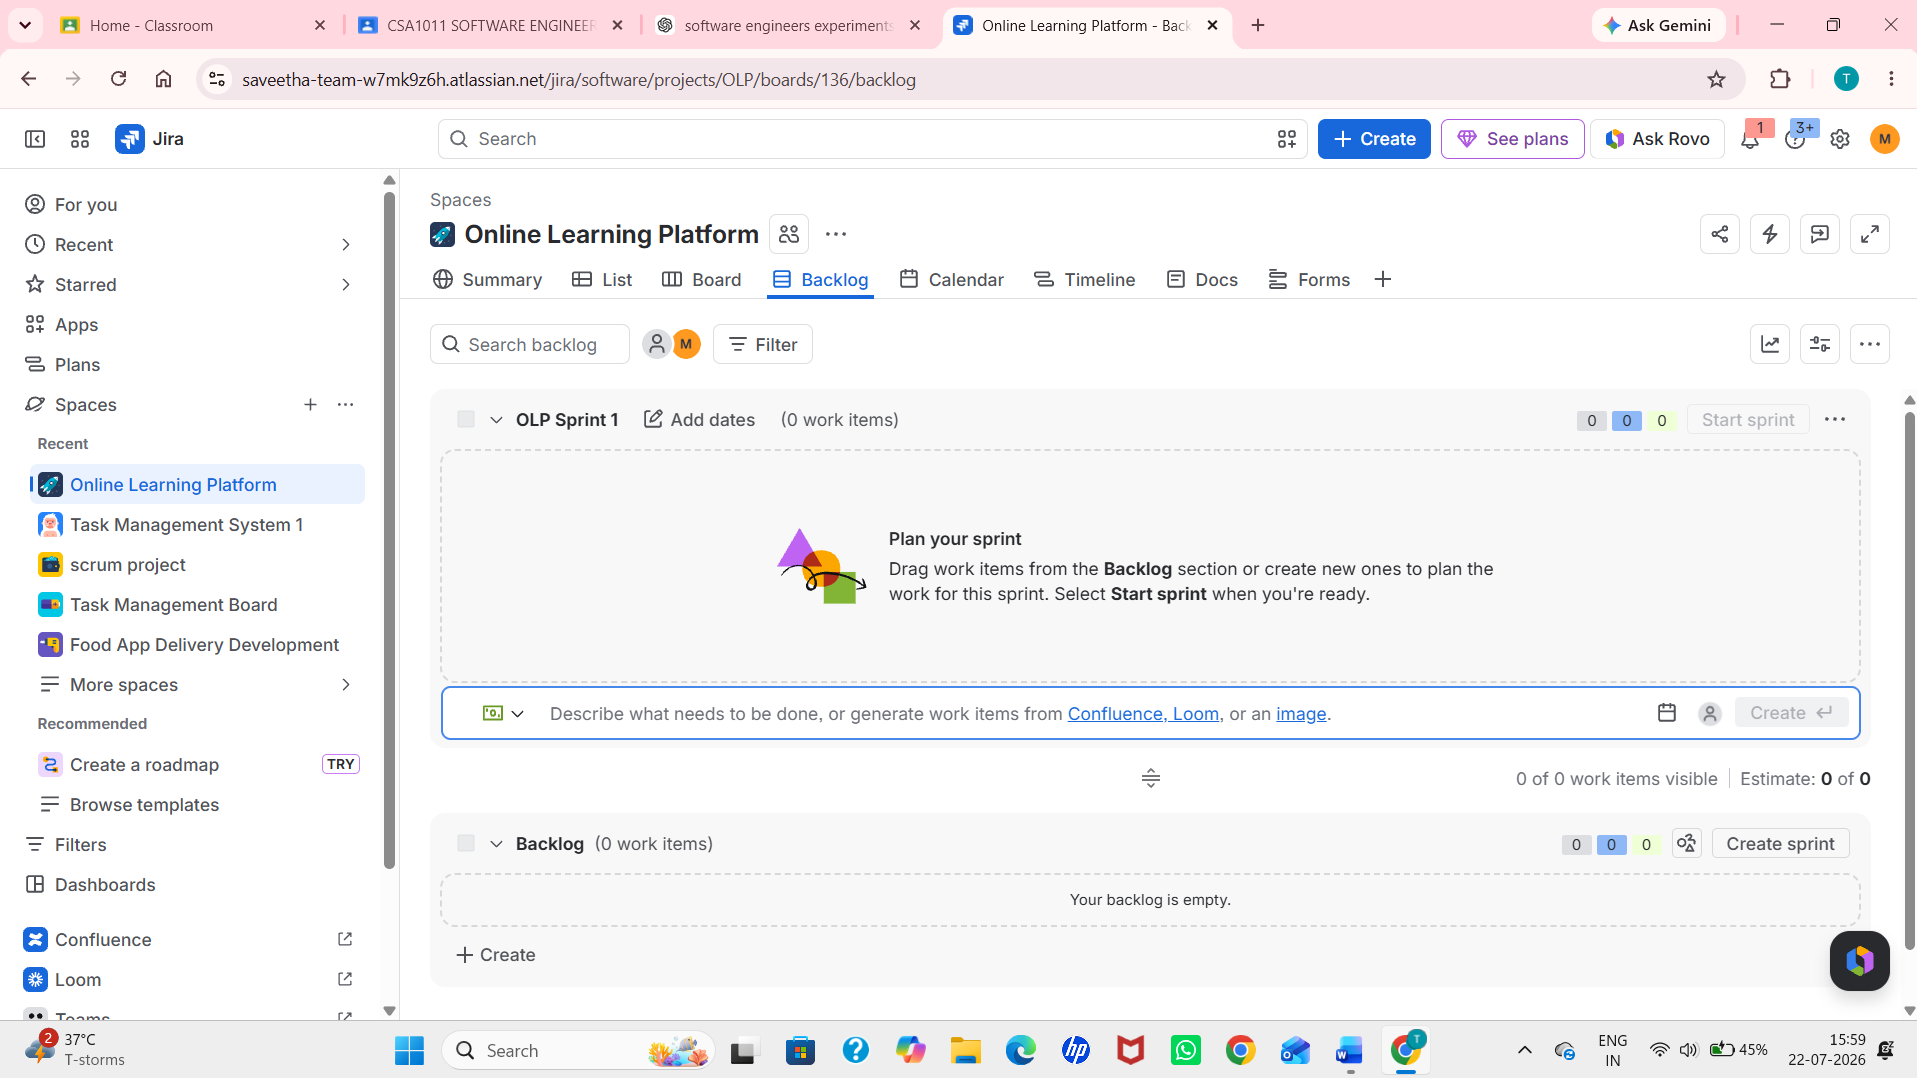 Home - Classroom
CSA1011 SOFTWARE ENGINEER
software engineers experiments
Online Learning Platform - Back
Ask Gemini
saveetha-team-w7mk9z6h.atlassian.net/jira/software/projects/OLP/boards/136/backlog
T
Jira
Search
Create
See plans
Ask Rovo
1
3+
M
For you
Recent
Starred
Apps
Plans
Spaces
Recent
Online Learning Platform
Task Management System 1
scrum project
Task Management Board
Food App Delivery Development
More spaces
Recommended
Create a roadmap
TRY
Browse templates
Filters
Dashboards
Confluence
Loom
Teams
Spaces
Online Learning Platform
Summary
List
Board
Backlog
Calendar
Timeline
Docs
Forms
Search backlog
M
Filter
OLP Sprint 1
Add dates
(0 work items)
0 0 0
Start sprint
Plan your sprint
Drag work items from the Backlog section or create new ones to plan the
work for this sprint. Select Start sprint when you're ready.
Describe what needs to be done, or generate work items from Confluence, Loom, or an image.
Create
0 of 0 work items visible
Estimate: 0 of 0
Backlog (0 work items)
0 0 0
Create sprint
Your backlog is empty.
Create
2
37°C
T-storms
Search
T
ENG
IN
45%
15:59
22-07-2026